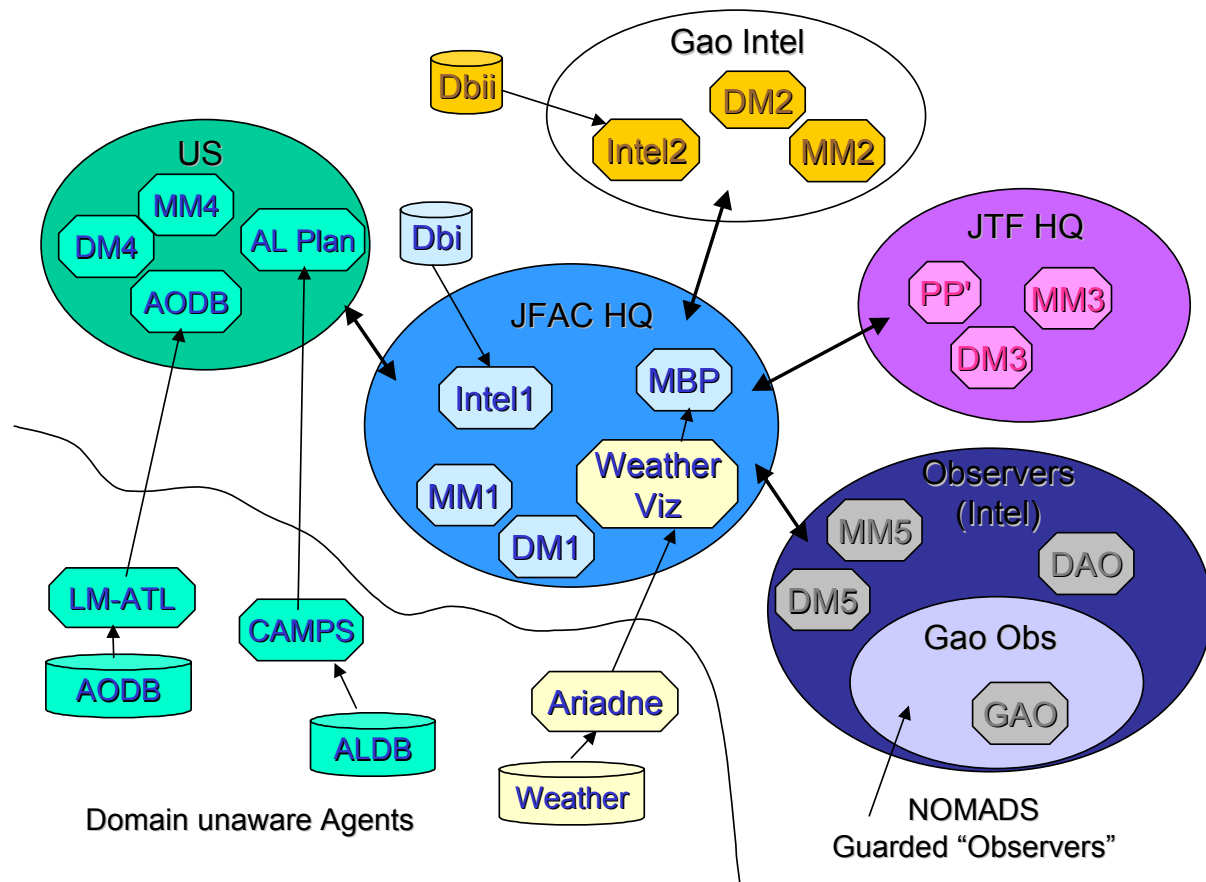 Gao Intel
Dbii
DM2
Intel2
MM2
US
MM4
DM4
AL Plan
AODB
Dbi
JFAC HQ
Intel1
MBP
Weather
Viz
MM1
DM1
JTF HQ
PP'
MM3
DM3
Observers
(Intel)
MM5
DAO
DM5
Gao Obs
GAO
LM-ATL
AODB
CAMPS
ALDB
Ariadne
Weather
Domain unaware Agents
NOMADS
Guarded “Observers”